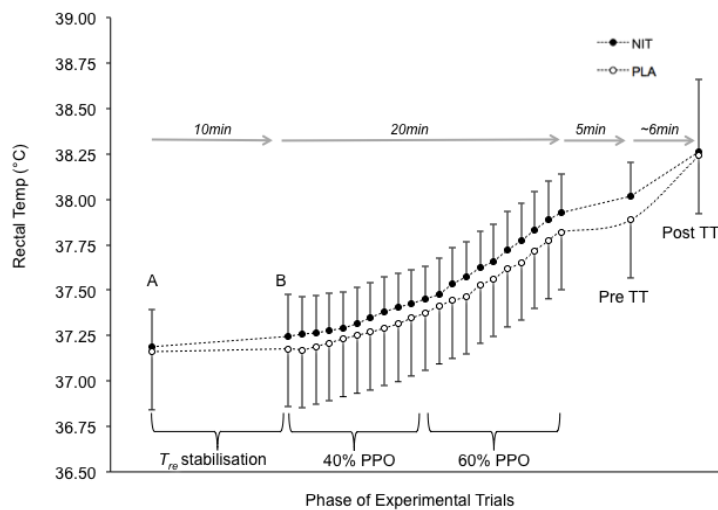 39.00
38.75
38.50
38.25
38.00
37.75
37.50
37.25
37.00
36.75
36.50
Rectal Temp (°C)
NIT
PLA
10min
20min
5min
~6min
A
B
Pre TT
Post TT
Tre stabilisation
40% PPO
60% PPO
Phase of Experimental Trials